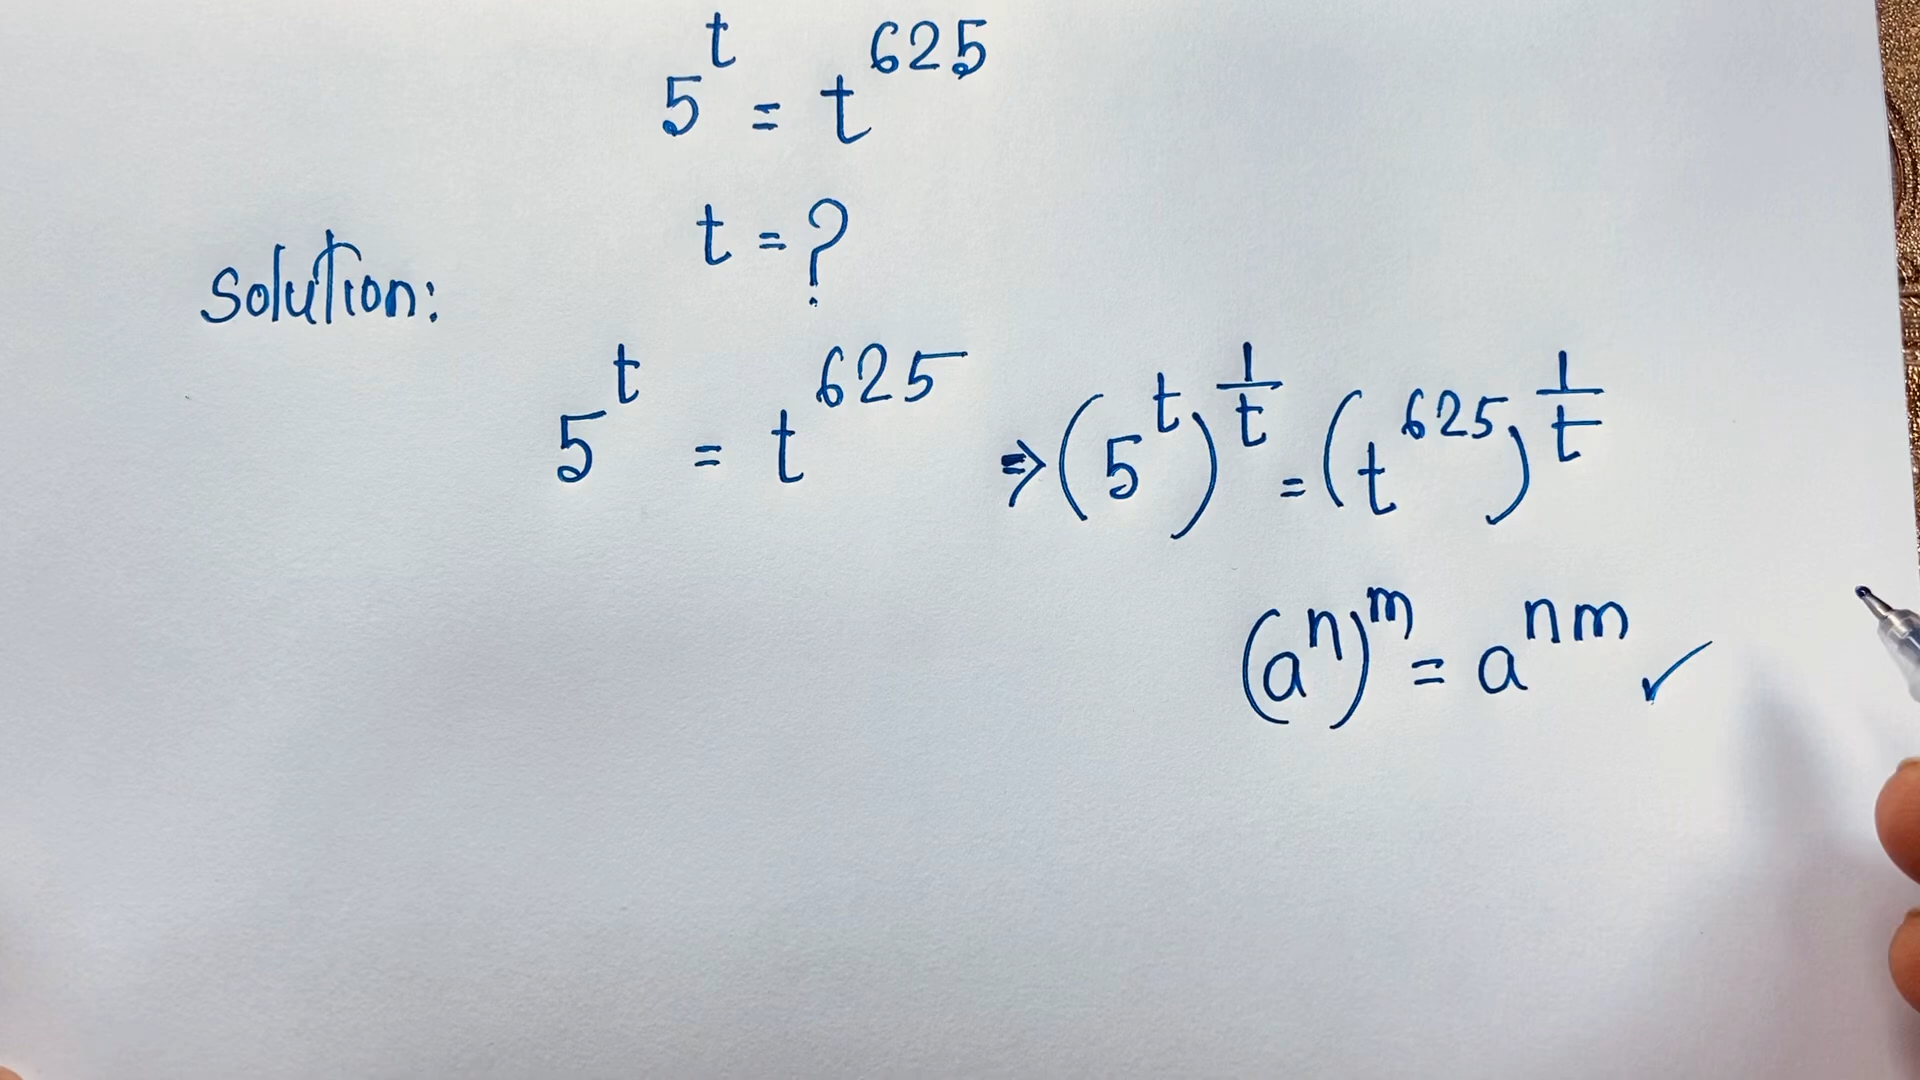 5^t = t^625
t = ?
Solution:
5^t = t^625 ⇒ (5^t)^(1/t) = (t^625)^(1/t)
(a^n)^m = a^nm ✓